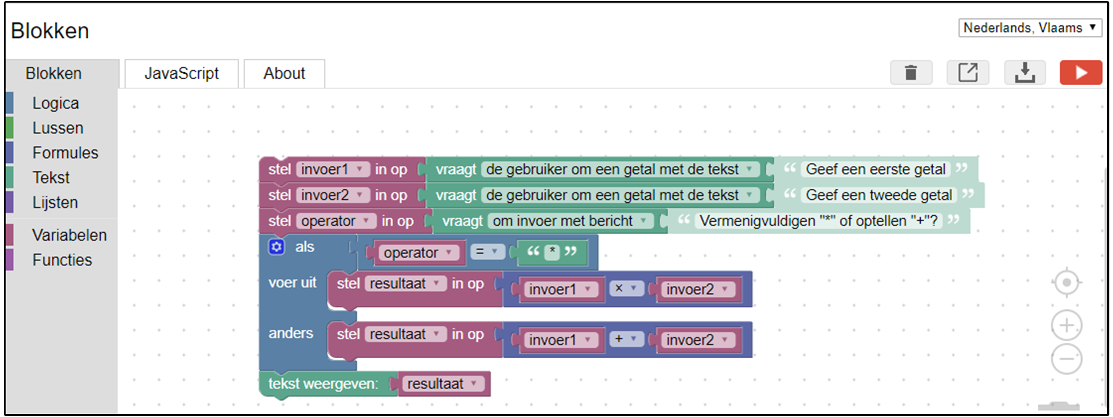 Blokken
Nederlands, Vlaams
Blokken JavaScript About
Logica
Lussen
Formules
Tekst
Lijsten
Variabelen
Functies
stel invoer1 in op vraagt de gebruiker om een getal met de tekst “ Geef een eerste getal ”
stel invoer2 in op vraagt de gebruiker om een getal met de tekst “ Geef een tweede getal ”
stel operator in op vraagt om invoer met bericht “ Vermenigvuldigen "*" of optellen "+"? ”
als operator = “ * ”
voer uit stel resultaat in op invoer1 × invoer2
anders stel resultaat in op invoer1 + invoer2
tekst weergeven: resultaat